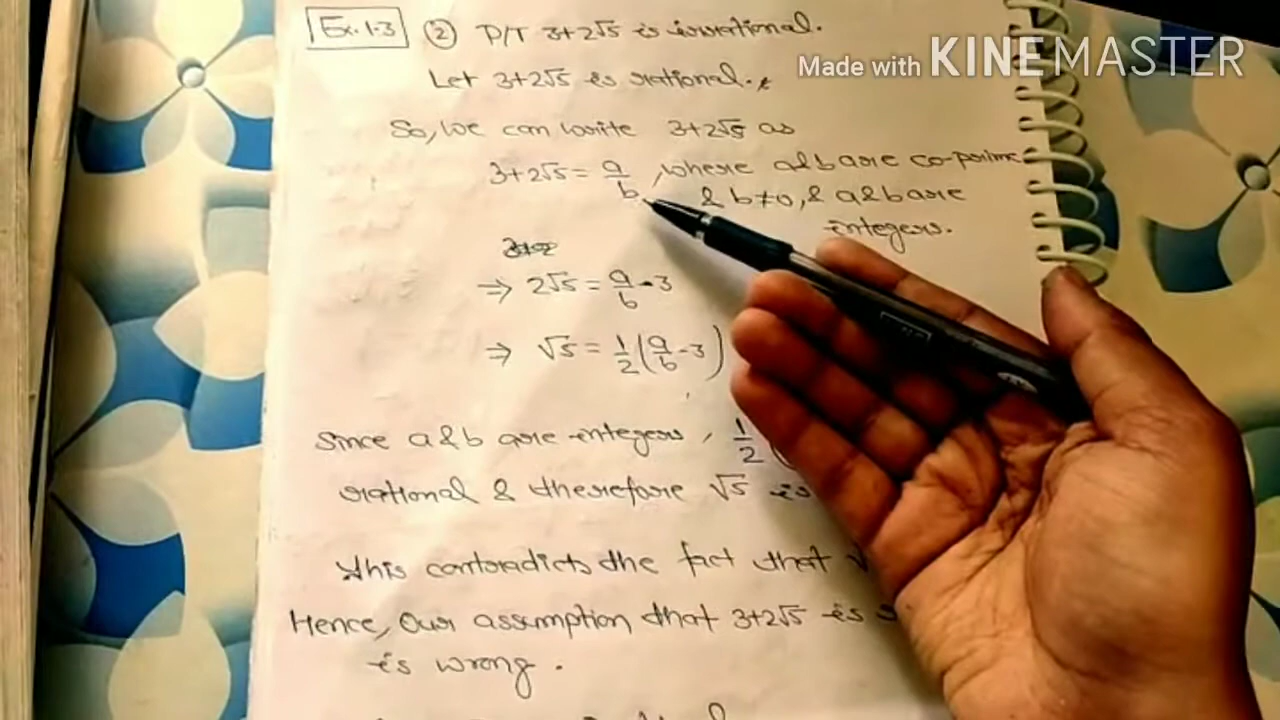 Made with KINEMASTER
Ex. 1.3 (2) P/T 3+2√5 is irrational.
Let 3+2√5 is rational.
So, we can write 3+2√5 as
3+2√5 = a/b, where a & b are co-prime
& b≠0, & a & b are
integers.
⇒ 2√5 = a/b - 3
⇒ √5 = 1/2 (a/b - 3)
Since a & b are integers, 1/2 (
rational & therefore √5 is
This contradicts the fact that √
Hence, Our assumption that 3+2√5 is
is wrong.